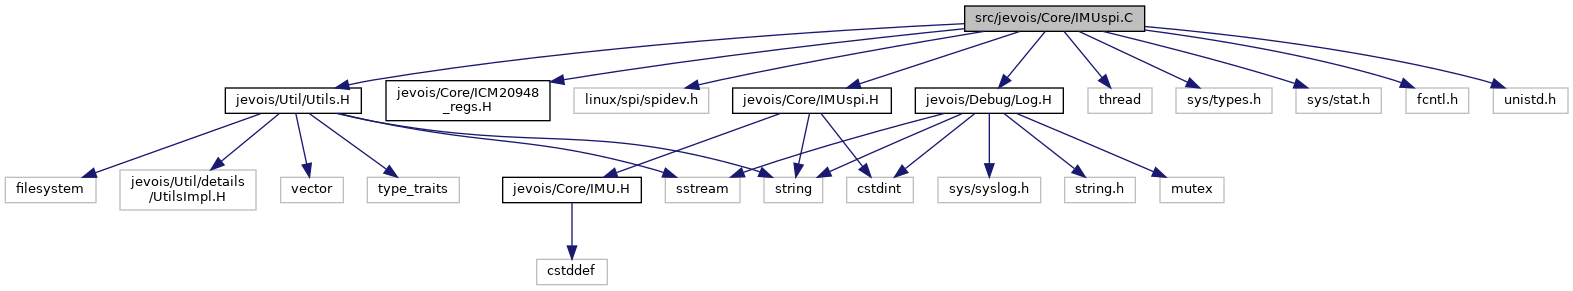 src/jevois/Core/IMUspi.C
jevois/Util/Utils.H
jevois/Core/ICM20948
_regs.H
linux/spi/spidev.h
jevois/Core/IMUspi.H
jevois/Debug/Log.H
thread
sys/types.h
sys/stat.h
fcntl.h
unistd.h
filesystem
jevois/Util/details
/UtilsImpl.H
vector
type_traits
jevois/Core/IMU.H
sstream
string
cstdint
sys/syslog.h
string.h
mutex
cstddef